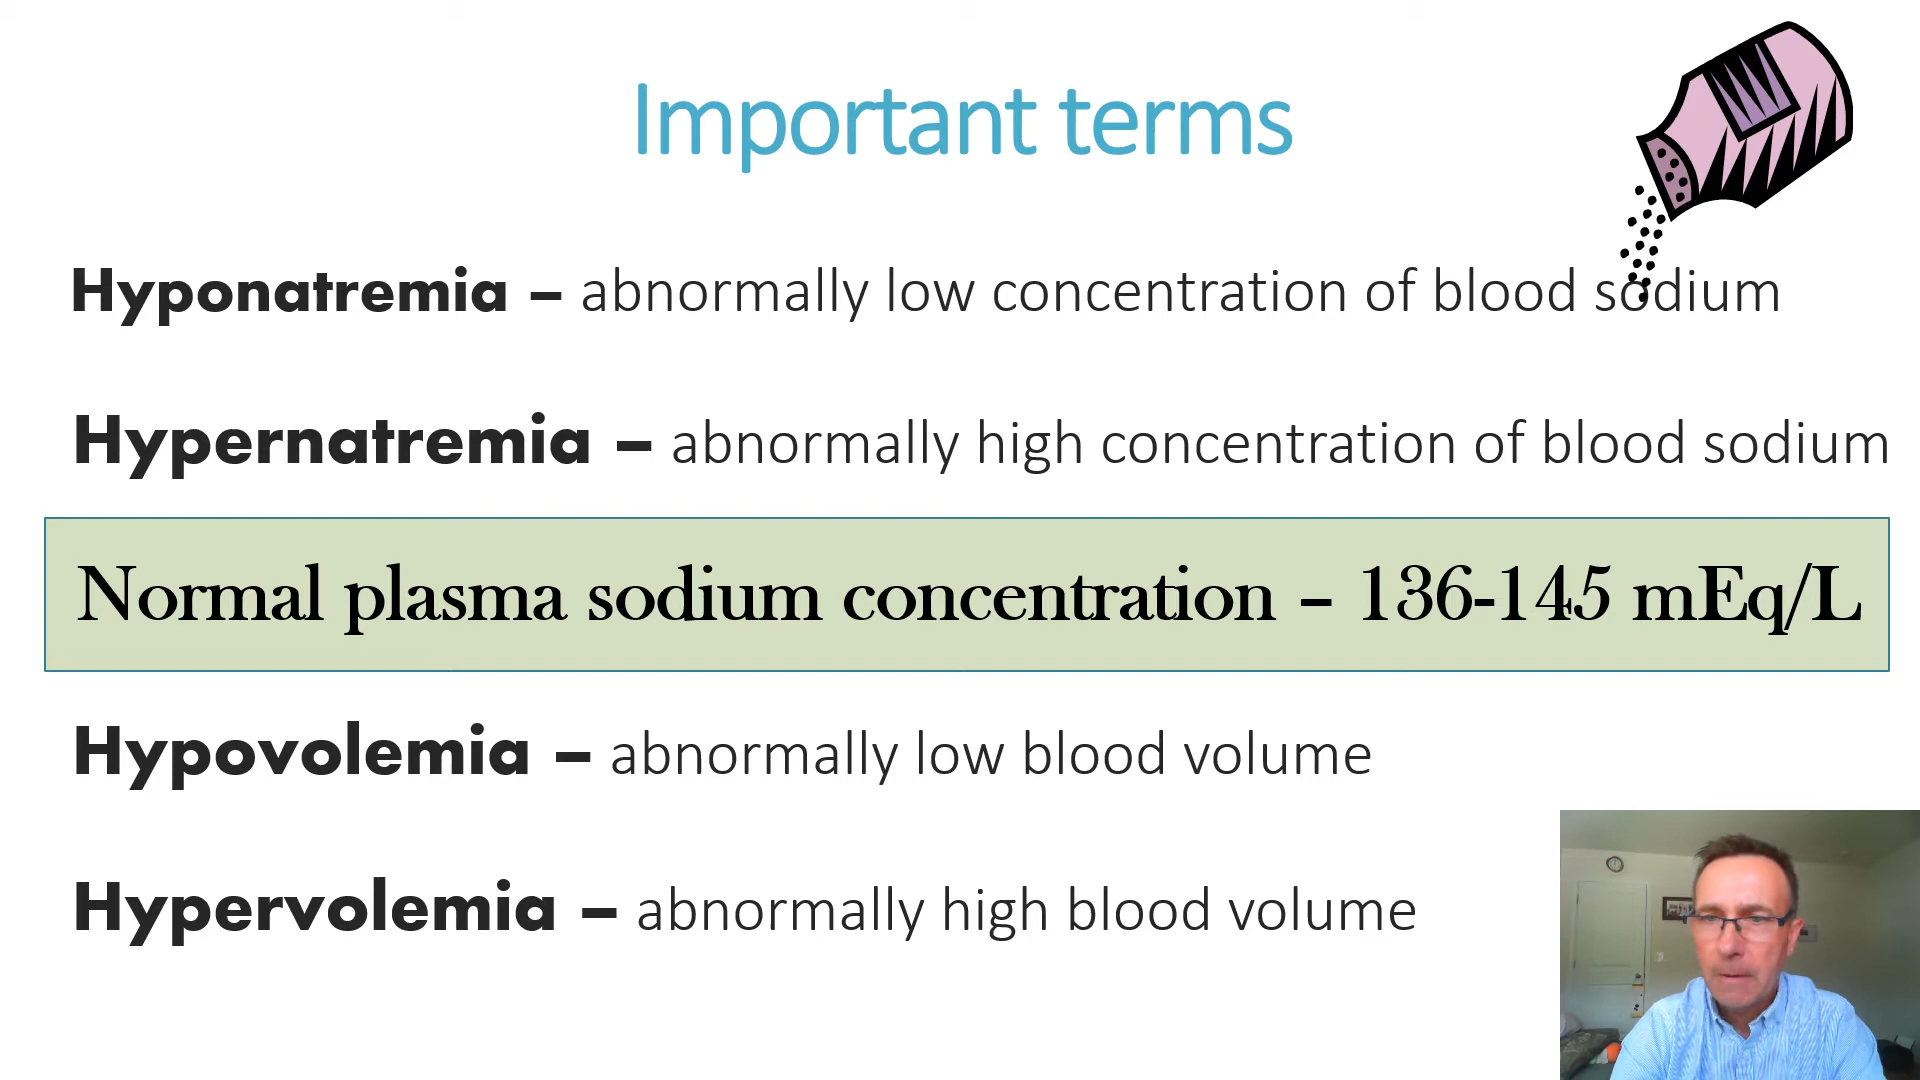 Important terms
Hyponatremia – abnormally low concentration of blood sodium
Hypernatremia – abnormally high concentration of blood sodium
Normal plasma sodium concentration – 136-145 mEq/L
Hypovolemia – abnormally low blood volume
Hypervolemia – abnormally high blood volume